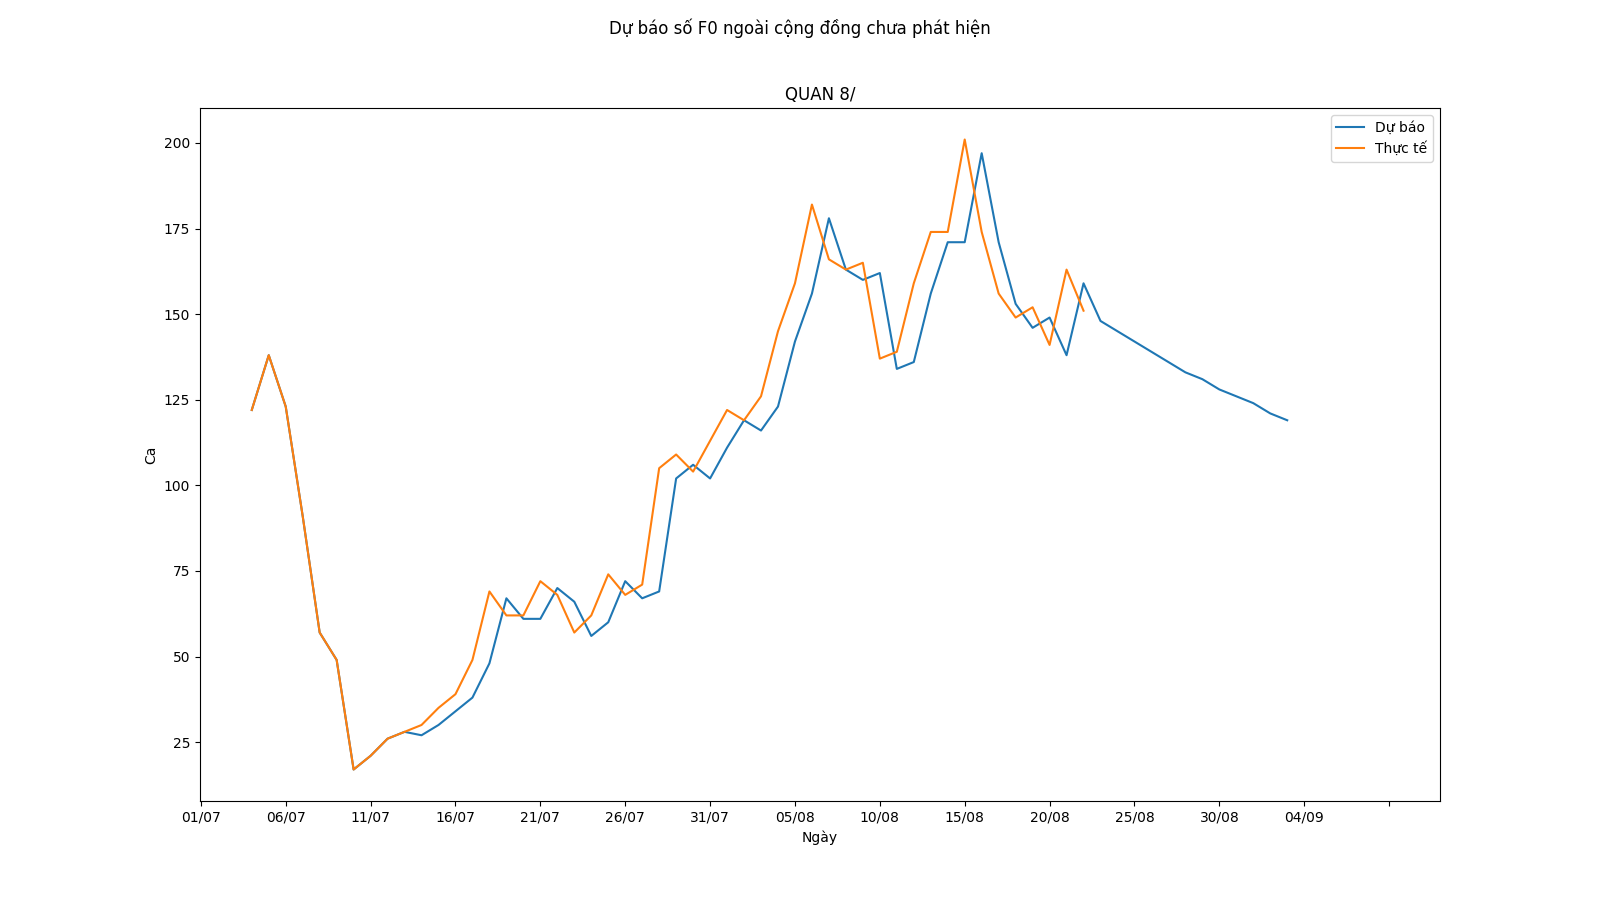 Dự báo số F0 ngoài cộng đồng chưa phát hiện
QUAN 8/
Dự báo
Thực tế
200
175
150
125
100
75
50
25
Ca
01/07 06/07 11/07 16/07 21/07 26/07 31/07 05/08 10/08 15/08 20/08 25/08 30/08 04/09
Ngày